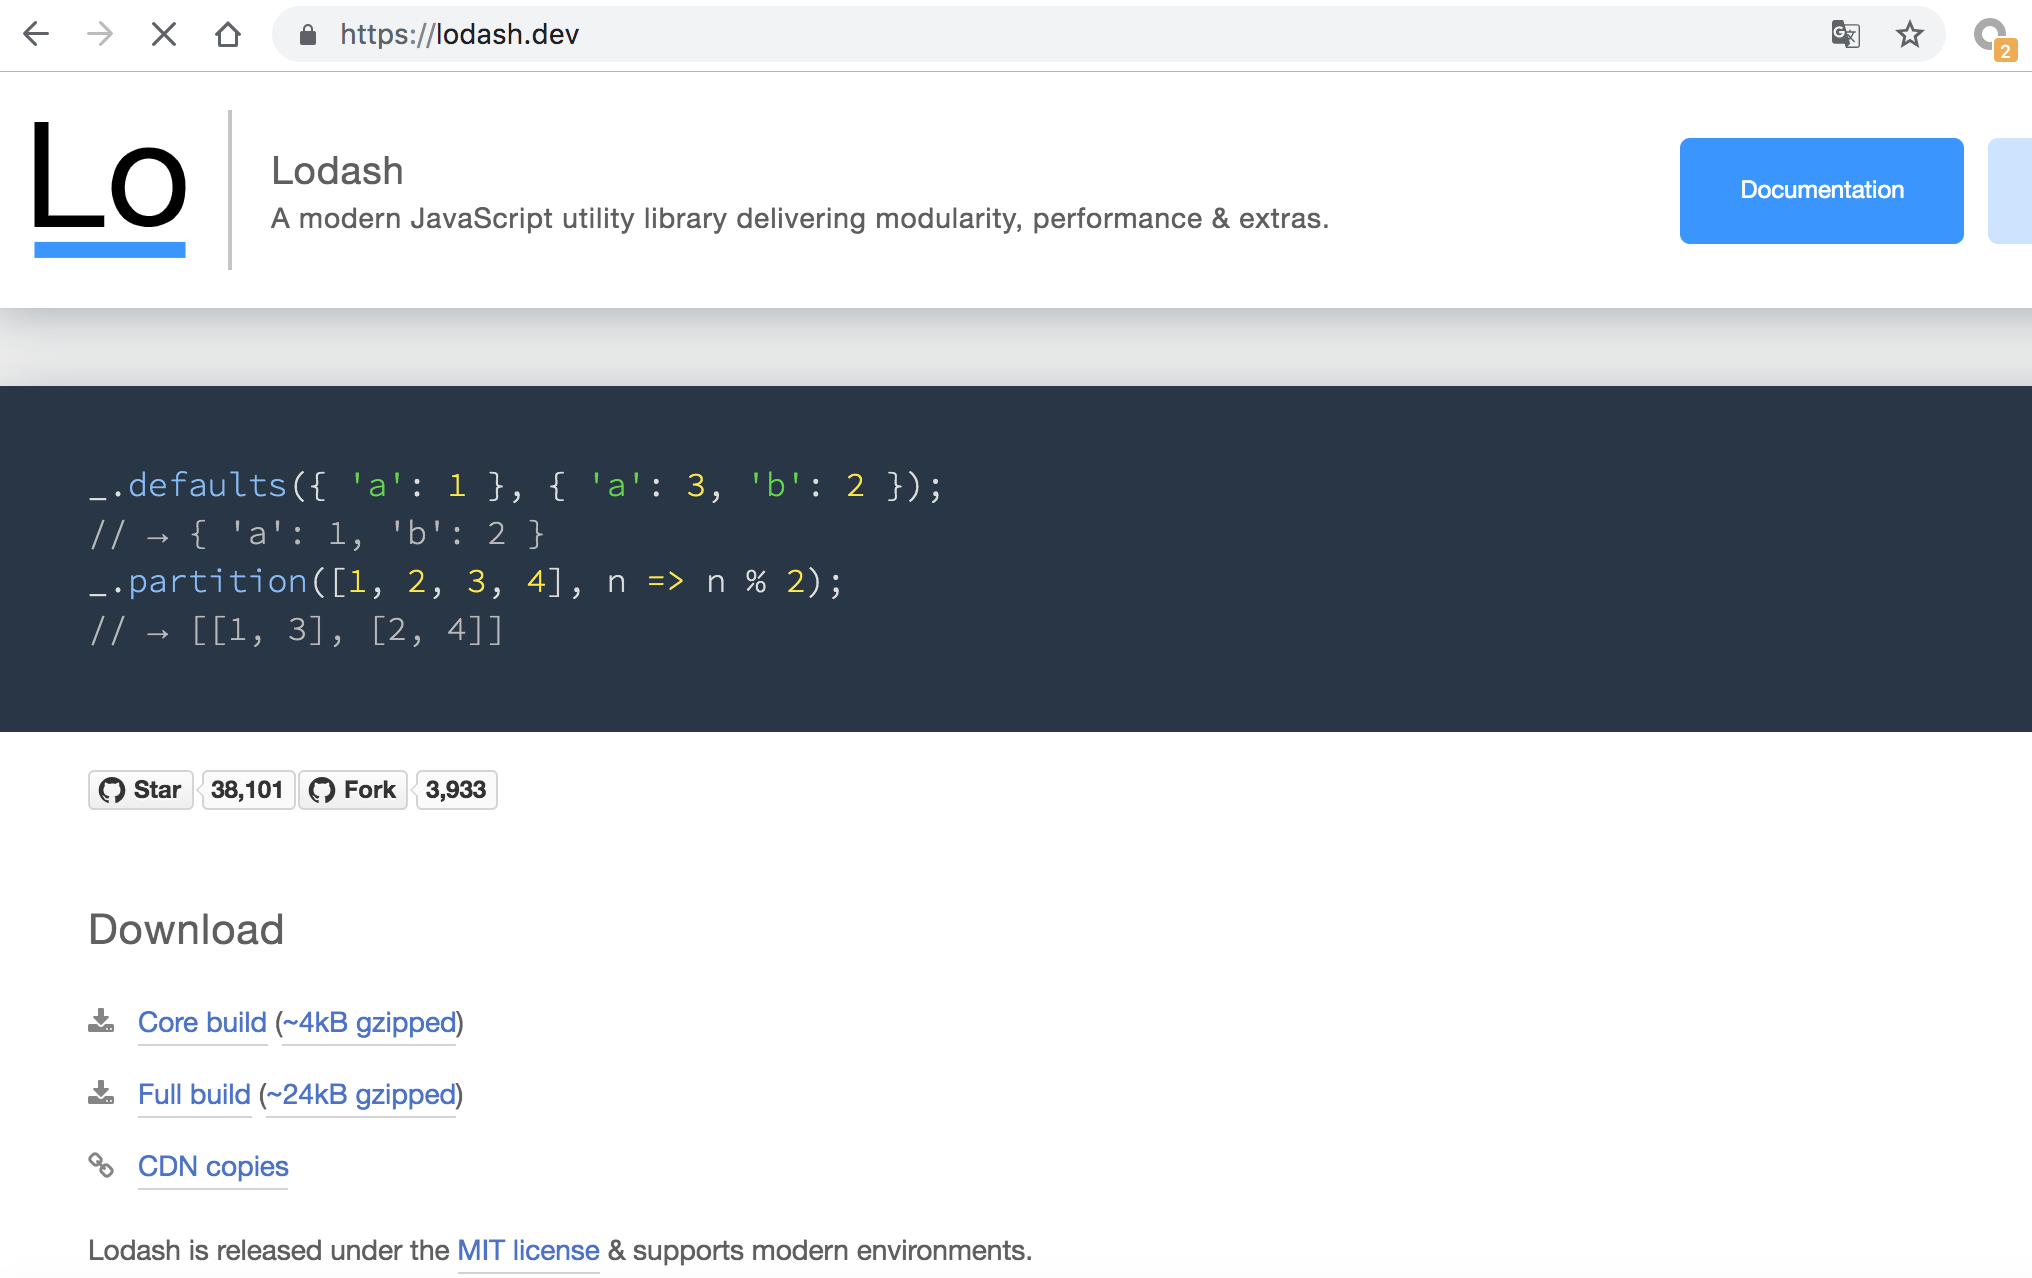 https://lodash.dev
2
Lo
Lodash
A modern JavaScript utility library delivering modularity, performance & extras.
Documentation
_.defaults({ 'a': 1 }, { 'a': 3, 'b': 2 });
// → { 'a': 1, 'b': 2 }
_.partition([1, 2, 3, 4], n => n % 2);
// → [[1, 3], [2, 4]]
Star 38,101 Fork 3,933
Download
Core build (~4kB gzipped)
Full build (~24kB gzipped)
CDN copies
Lodash is released under the MIT license & supports modern environments.